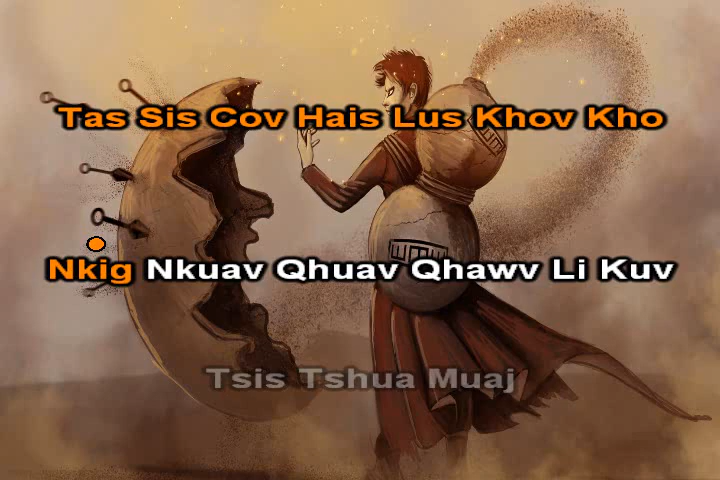 Tas Sis Cov Hais Lus Khov Kho
Nkig Nkuav Qhuav Qhawv Li Kuv
Tsis Tshua Muaj